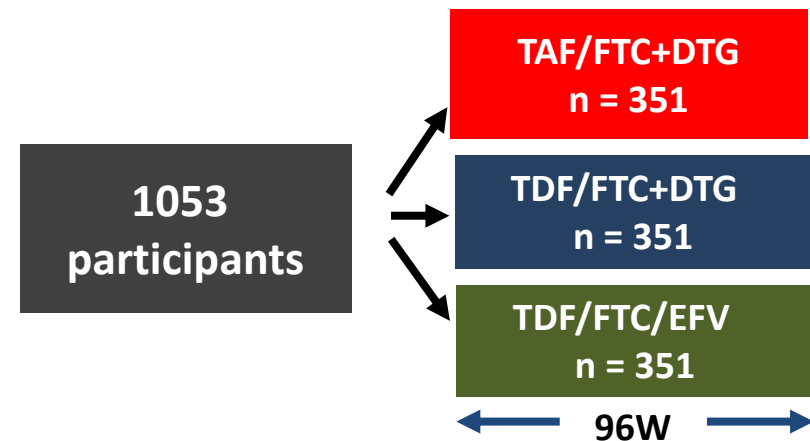 1053
participants
TAF/FTC+DTG
n = 351
TDF/FTC+DTG
n = 351
TDF/FTC/EFV
n = 351
96W